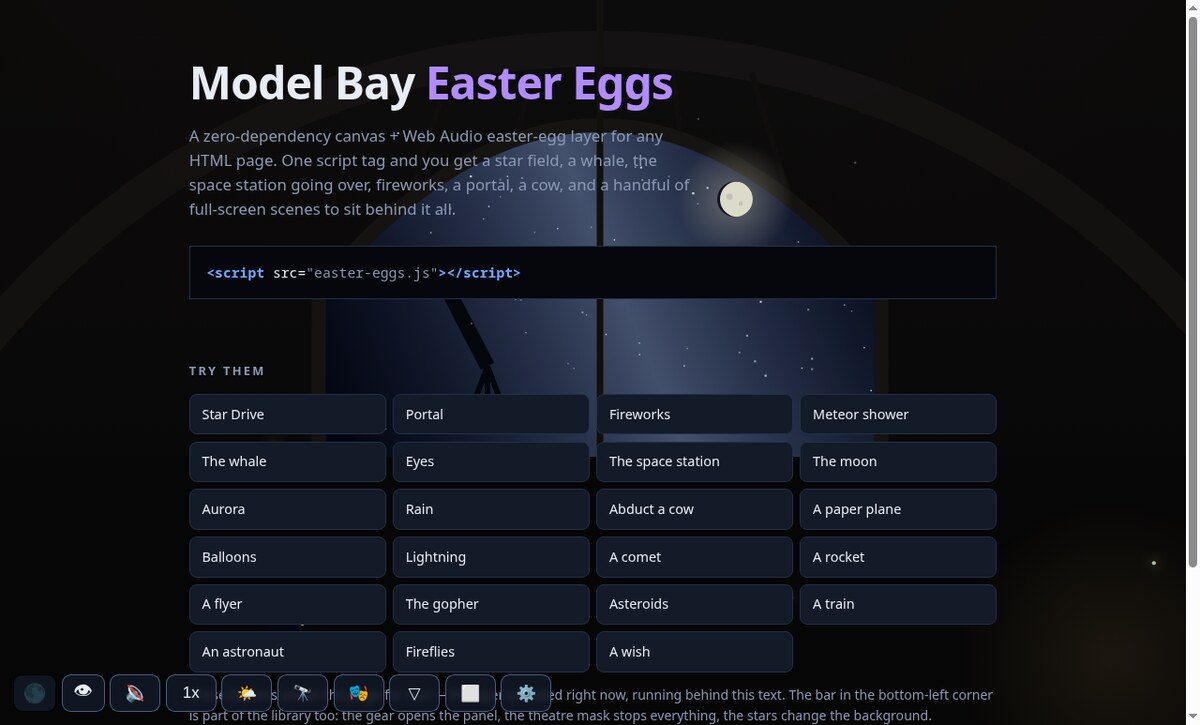 Model Bay Easter Eggs
A zero-dependency canvas + Web Audio easter-egg layer for any
HTML page. One script tag and you get a star field, a whale, the
space station going over, fireworks, a portal, a cow, and a handful of
full-screen scenes to sit behind it all.
<script src="easter-eggs.js"></script>
TRY THEM
Star Drive
Portal
Fireworks
Meteor shower
The whale
Eyes
The space station
The moon
Aurora
Rain
Abduct a cow
A paper plane
Balloons
Lightning
A comet
A rocket
A flyer
The gopher
Asteroids
A train
An astronaut
Fireflies
A wish
1x
right now, running behind this text. The bar in the bottom-left corner
is part of the library too: the gear opens the panel, the theatre mask stops everything, the stars change the background.